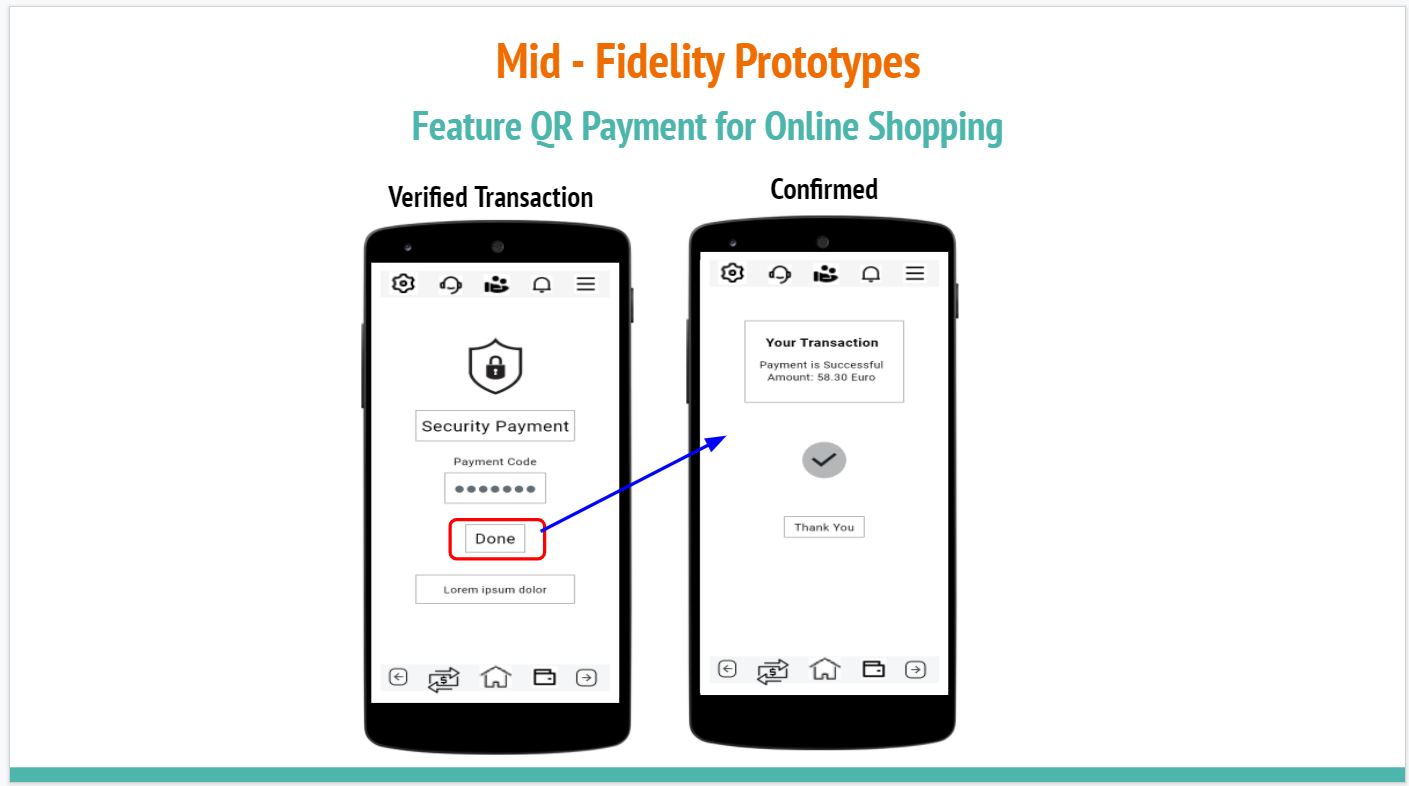 Mid - Fidelity Prototypes
Feature QR Payment for Online Shopping
Verified Transaction
Security Payment
Payment Code
Done
Lorem ipsum dolor
$
Confirmed
Your Transaction
Payment is Successful
Amount: 58.30 Euro
Thank You
$